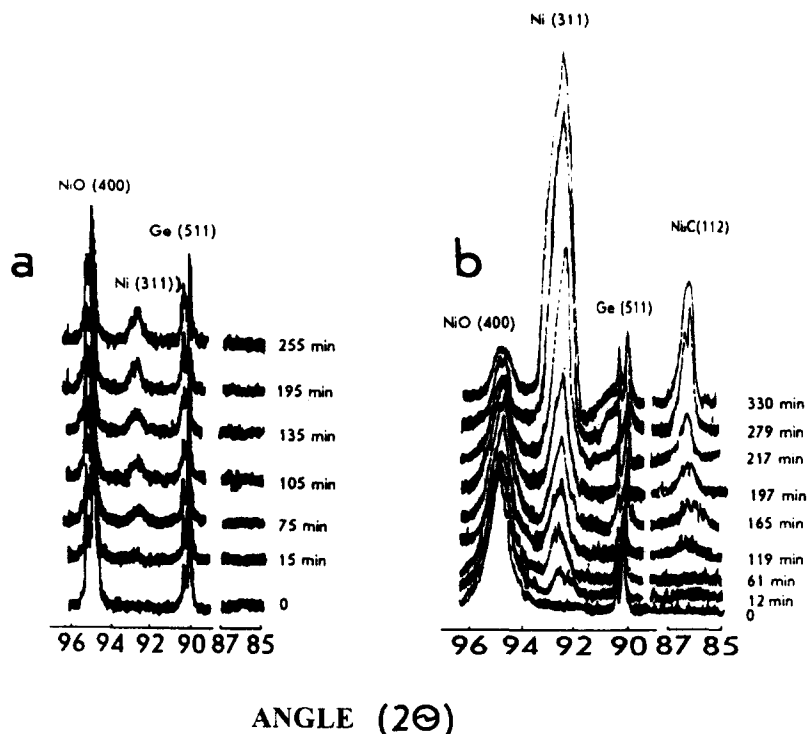 a
NiO (400)
Ni (311))
Ge (511)
255 min
195 min
135 min
105 min
75 min
15 min
0
96 94 92 90 87 85
b
Ni (311)
NiO (400)
Ge (511)
Ni₃C(112)
330 min
279 min
217 min
197 min
165 min
119 min
61 min
12 min
0
96 94 92 90 87 85
ANGLE (2Θ)